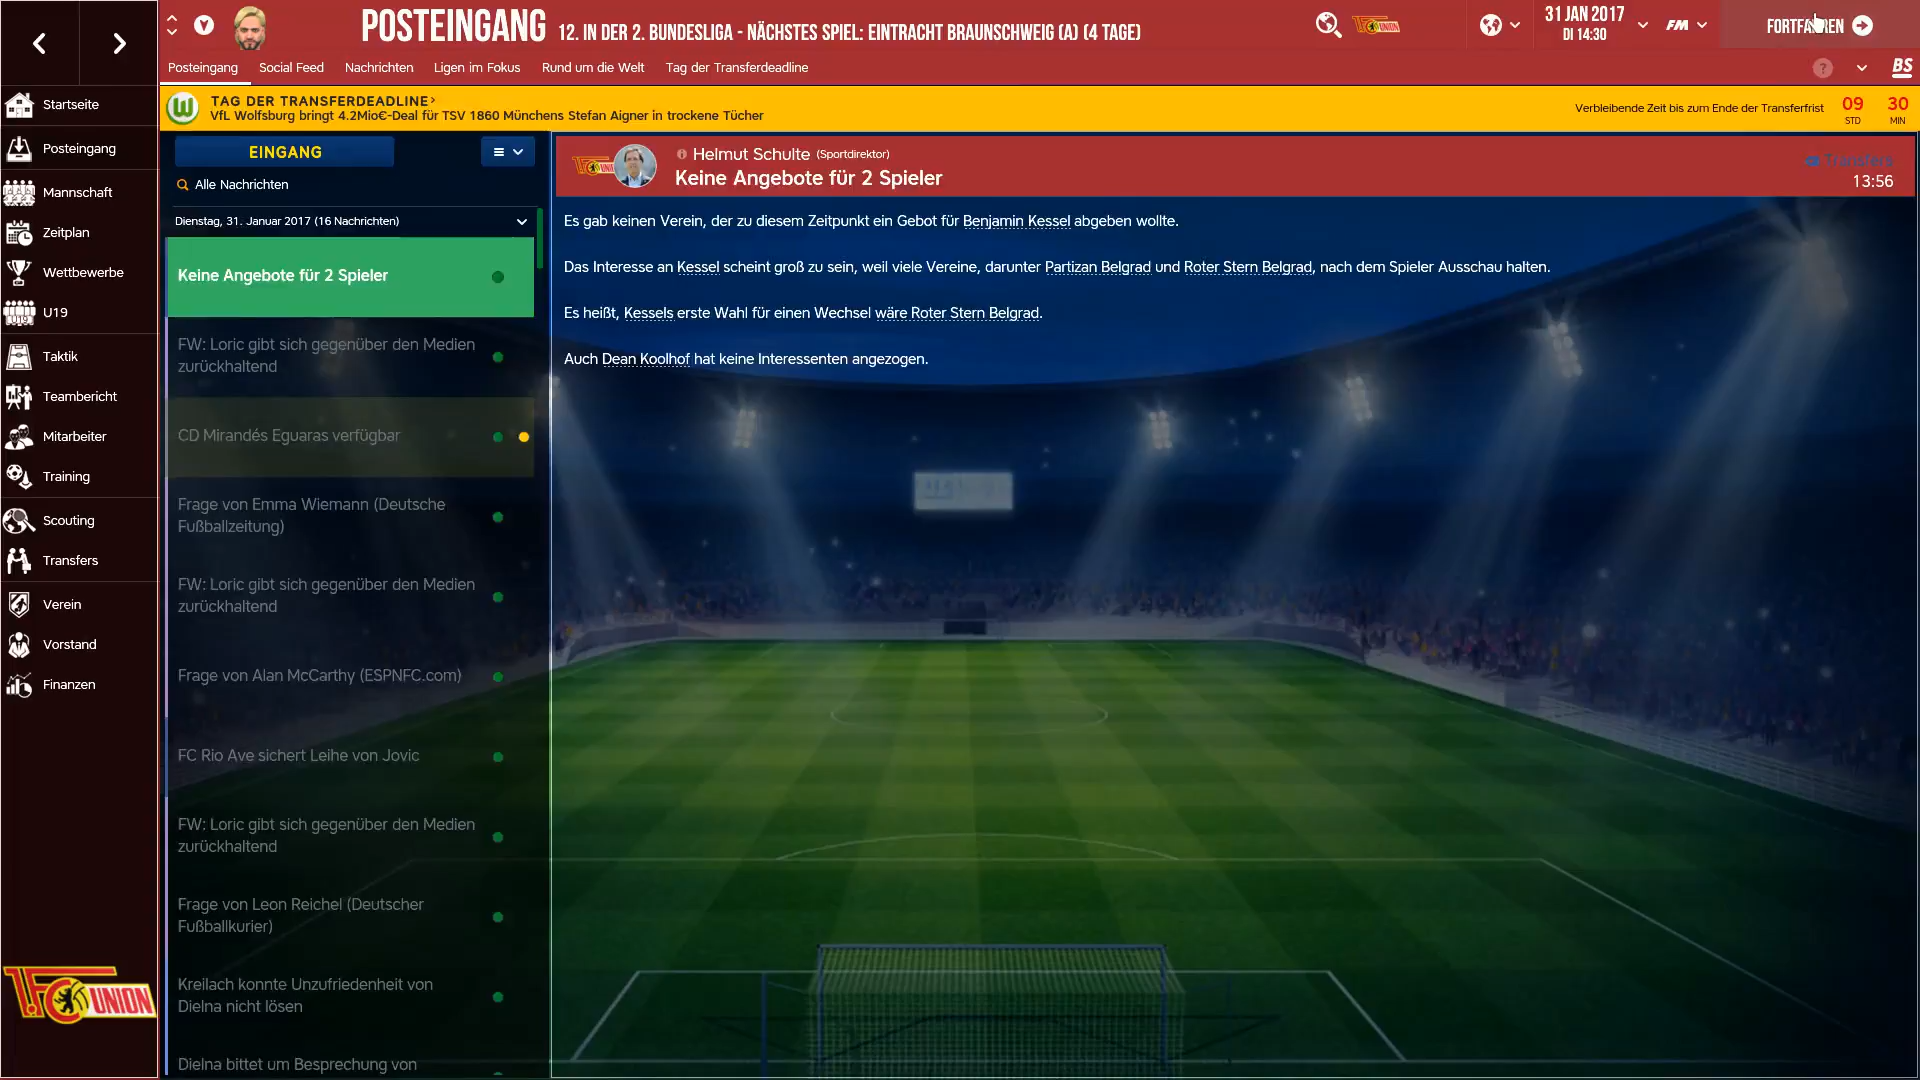 POSTEINGANG
12. IN DER 2. BUNDESLIGA - NÄCHSTES SPIEL: EINTRACHT BRAUNSCHWEIG (A) (4 TAGE)
31 JAN 2017
DI 14:30
FM
Posteingang
Social Feed
Nachrichten
Ligen im Fokus
Rund um die Welt
Tag der Transferdeadline
?
BS
TAG DER TRANSFERDEADLINE>
VfL Wolfsburg bringt 4.2Mio€-Deal für TSV 1860 Münchens Stefan Aigner in trockene Tücher
Verbleibende Zeit bis zum Ende der Transferfrist
09
STD
30
MIN
Startseite
Posteingang
Mannschaft
Zeitplan
Wettbewerbe
U19
Taktik
Teambericht
Mitarbeiter
Training
Scouting
Transfers
Verein
Vorstand
Finanzen
UNION
EINGANG
Alle Nachrichten
Dienstag, 31. Januar 2017 (16 Nachrichten)
Keine Angebote für 2 Spieler
FW: Loric gibt sich gegenüber den Medien
zurückhaltend
CD Mirandés Eguaras verfügbar
Frage von Emma Wiemann (Deutsche
Fußballzeitung)
FW: Loric gibt sich gegenüber den Medien
zurückhaltend
Frage von Alan McCarthy (ESPNFC.com)
FC Rio Ave sichert Leihe von Jovic
FW: Loric gibt sich gegenüber den Medien
zurückhaltend
Frage von Leon Reichel (Deutscher
Fußballkurier)
Kreilach konnte Unzufriedenheit von
Dielna nicht lösen
Dielna bittet um Besprechung von
Helmut Schulte (Sportdirektor)
Keine Angebote für 2 Spieler
Transfers
13:56
Es gab keinen Verein, der zu diesem Zeitpunkt ein Gebot für Benjamin Kessel abgeben wollte.
Das Interesse an Kessel scheint groß zu sein, weil viele Vereine, darunter Partizan Belgrad und Roter Stern Belgrad, nach dem Spieler Ausschau halten.
Es heißt, Kessels erste Wahl für einen Wechsel wäre Roter Stern Belgrad.
Auch Dean Koolhof hat keine Interessenten angezogen.